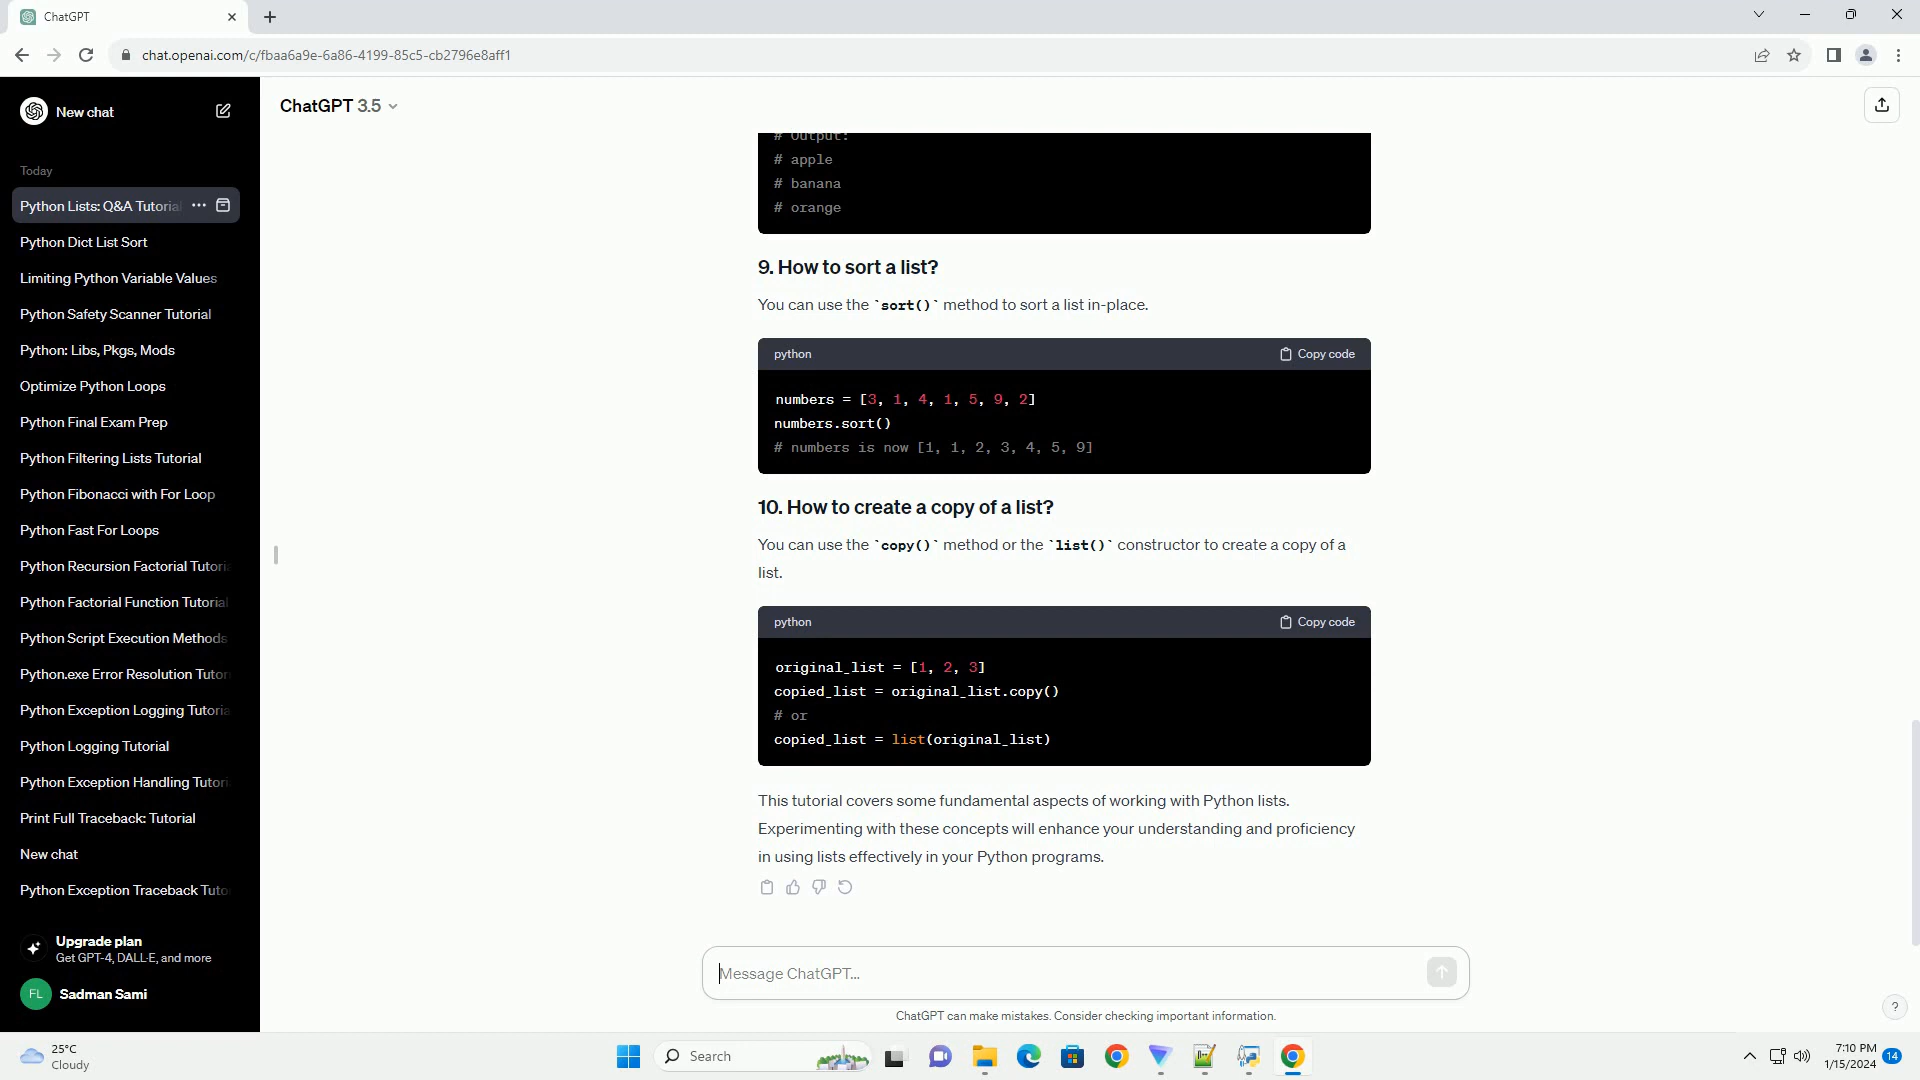 ChatGPT
chat.openai.com/c/fbaa6a9e-6a86-4199-85c5-cb2796e8aff1
New chat
ChatGPT 3.5
Today
Python Lists: Q&A Tutorial
Python Dict List Sort
Limiting Python Variable Values
Python Safety Scanner Tutorial
Python: Libs, Pkgs, Mods
Optimize Python Loops
Python Final Exam Prep
Python Filtering Lists Tutorial
Python Fibonacci with For Loop
Python Fast For Loops
Python Recursion Factorial Tutoria
Python Factorial Function Tutorial
Python Script Execution Methods
Python.exe Error Resolution Tutor
Python Exception Logging Tutoria
Python Logging Tutorial
Python Exception Handling Tutori
Print Full Traceback: Tutorial
New chat
Python Exception Traceback Tuto
Upgrade plan
Get GPT-4, DALL·E, and more
FL
Sadman Sami
# Output:
# apple
# banana
# orange
9. How to sort a list?
You can use the `sort()` method to sort a list in-place.
python
Copy code
numbers = [3, 1, 4, 1, 5, 9, 2]
numbers.sort()
# numbers is now [1, 1, 2, 3, 4, 5, 9]
10. How to create a copy of a list?
You can use the `copy()` method or the `list()` constructor to create a copy of a
list.
python
Copy code
original_list = [1, 2, 3]
copied_list = original_list.copy()
# or
copied_list = list(original_list)
This tutorial covers some fundamental aspects of working with Python lists.
Experimenting with these concepts will enhance your understanding and proficiency
in using lists effectively in your Python programs.
Message ChatGPT...
ChatGPT can make mistakes. Consider checking important information.
?
25°C
Cloudy
Search
7:10 PM
1/15/2024
14